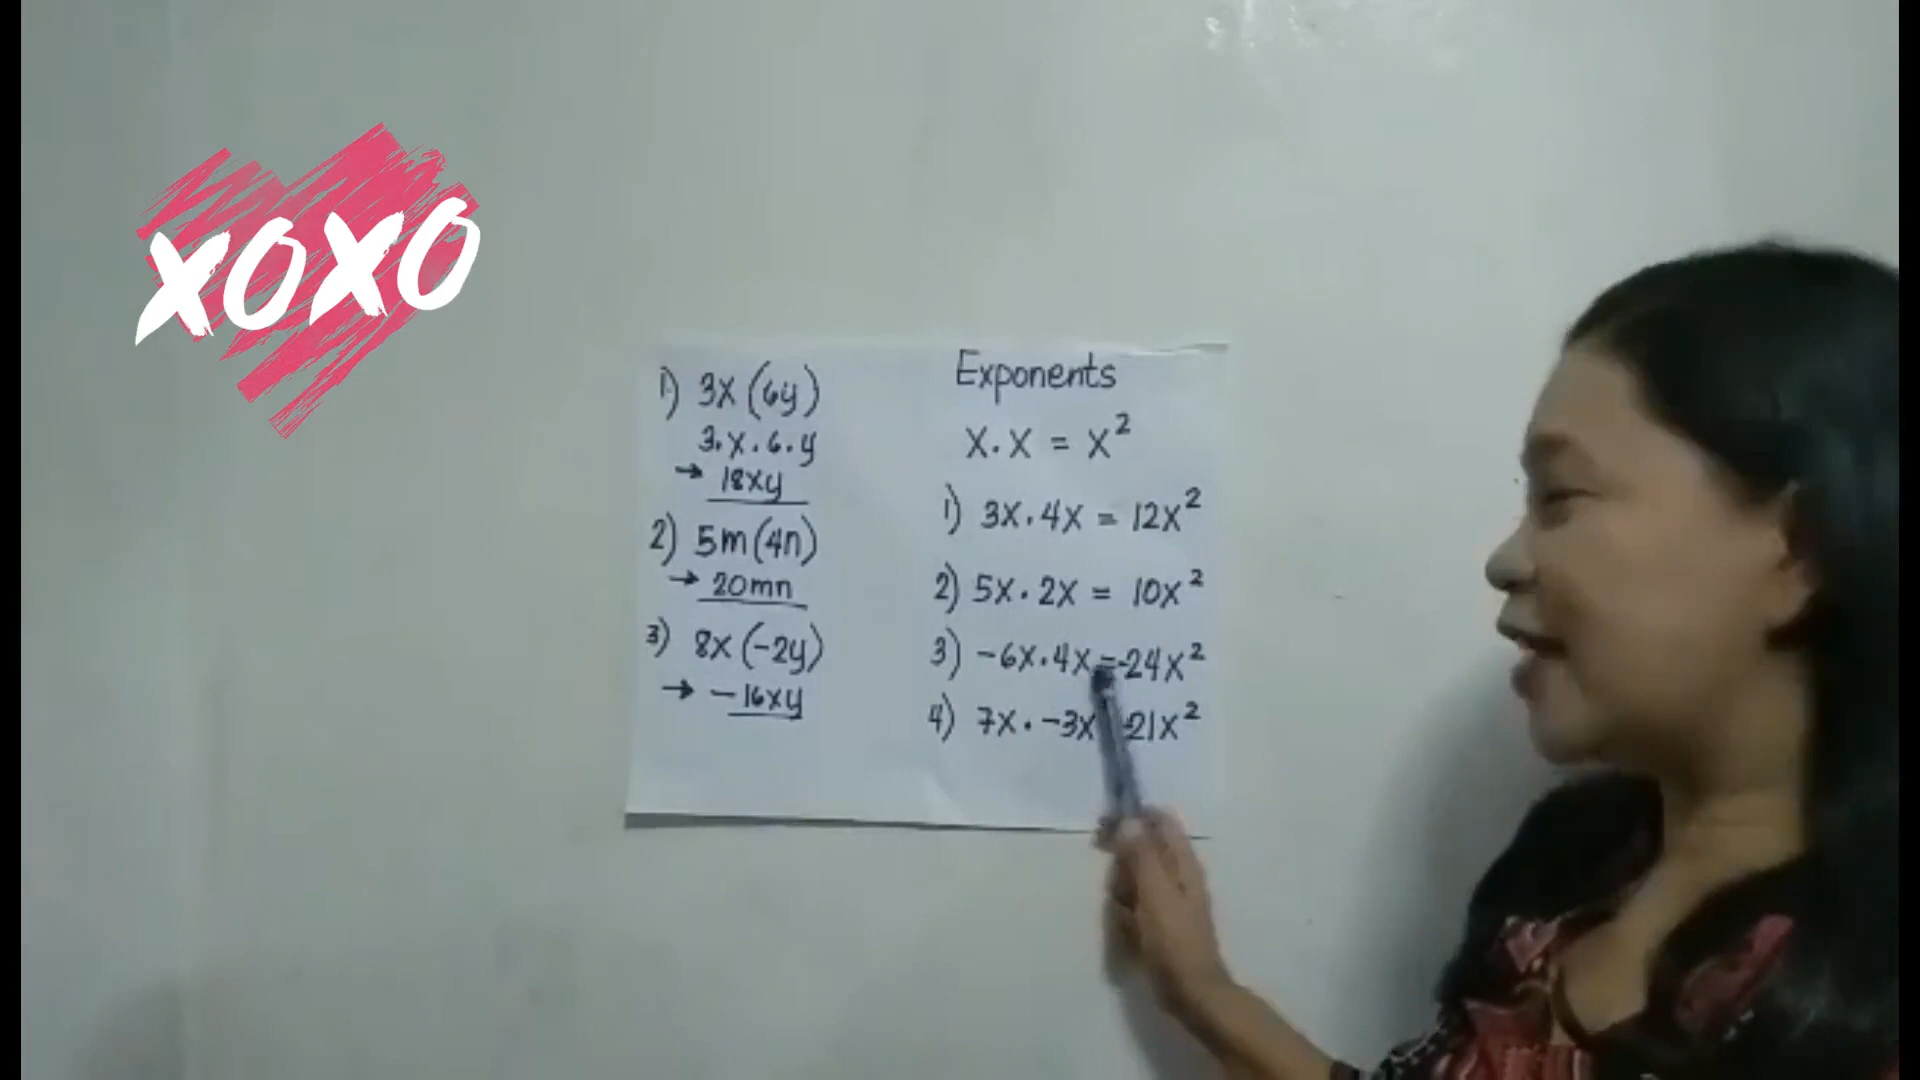 XOXO
1) 3x (6y)
3 . x . 6 . y
→ 18xy
2) 5m (4n)
→ 20mn
3) 8x (-2y)
→ -16xy
Exponents
x . x = x²
1) 3x . 4x = 12x²
2) 5x . 2x = 10x²
3) -6x . 4x = -24x²
4) 7x . -3x 21x²